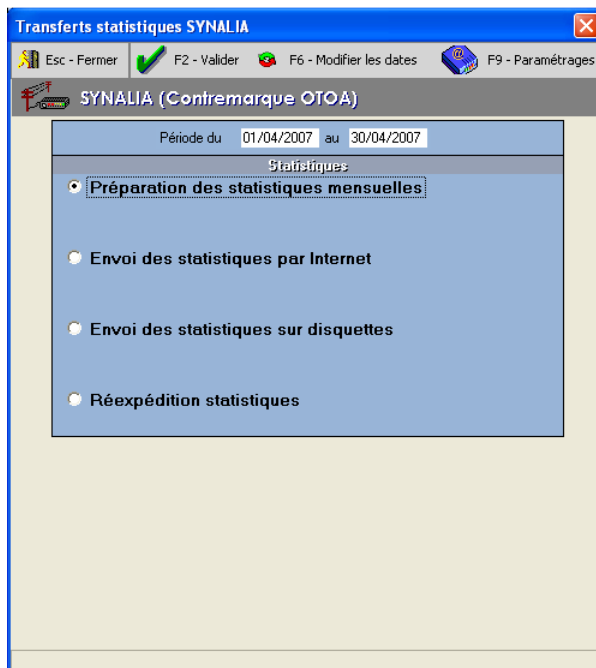 Transferts statistiques SYNALIA
Esc - Fermer F2 - Valider F6 - Modifier les dates F9 - Paramétrages
SYNALIA (Contremarque OTOA)
Période du 01/04/2007 au 30/04/2007
Statistiques
Préparation des statistiques mensuelles
Envoi des statistiques par Internet
Envoi des statistiques sur disquettes
Réexpédition statistiques